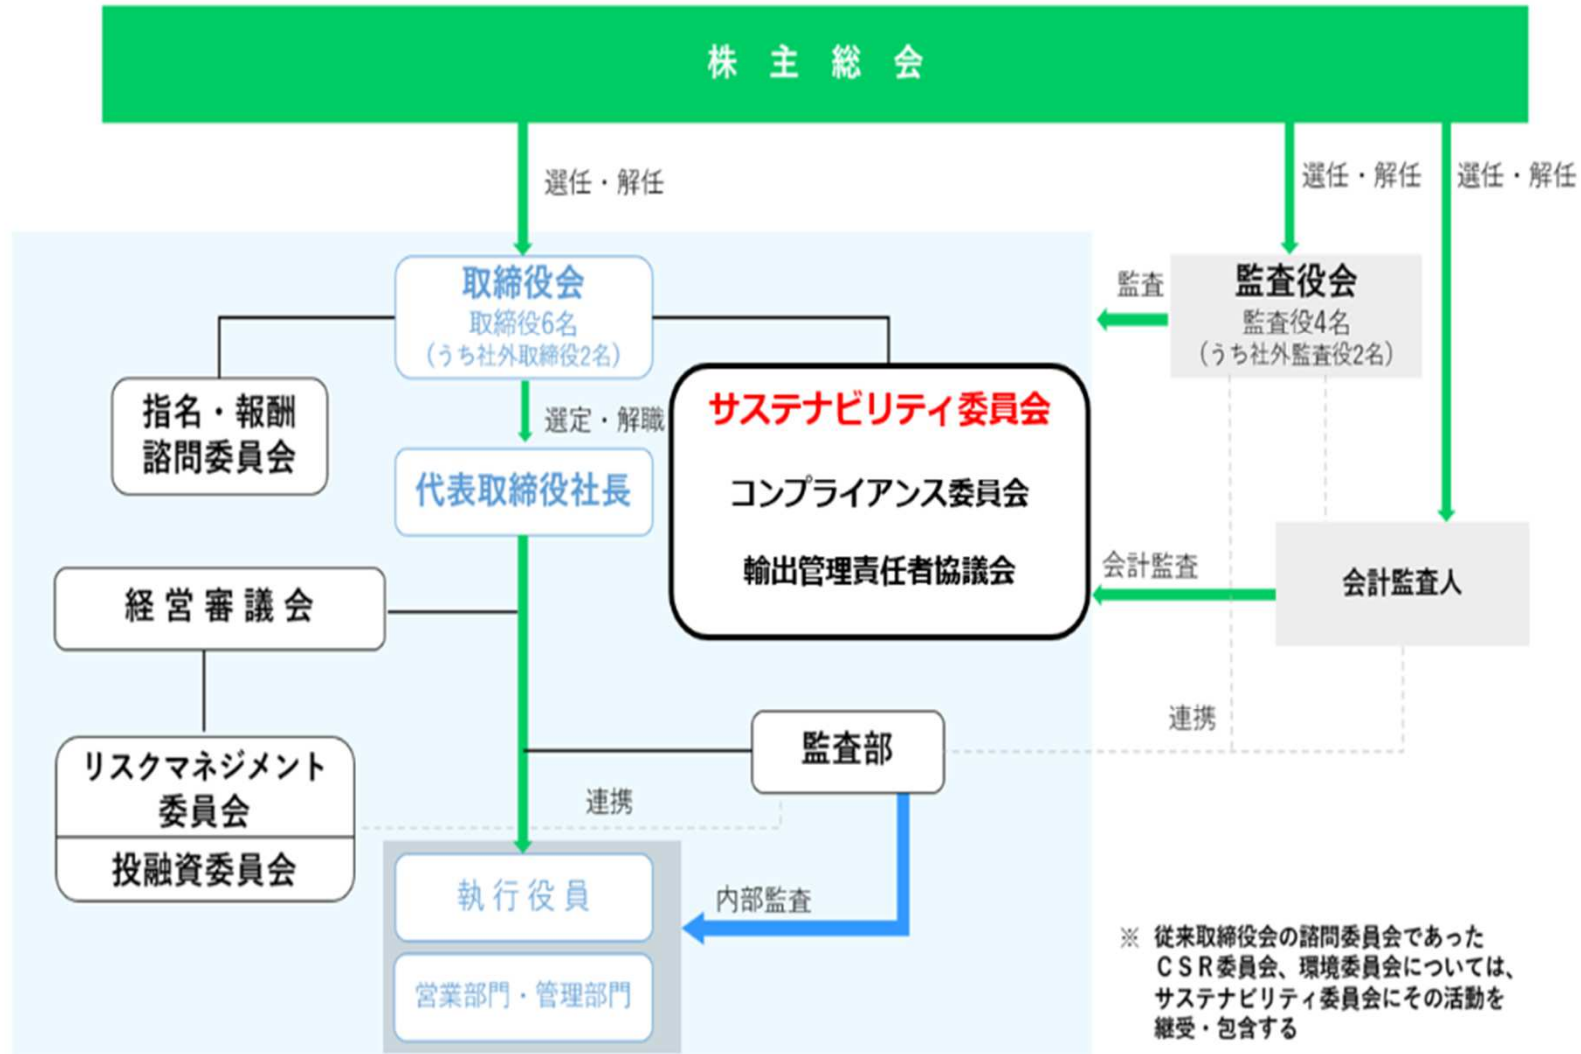 株主総会
選任・解任
選任・解任
選任・解任
取締役会
取締役6名
(うち社外取締役2名)
監査
監査役会
監査役4名
(うち社外監査役2名)
指名・報酬
諮問委員会
選定・解職
代表取締役社長
サステナビリティ委員会
コンプライアンス委員会
輸出管理責任者協議会
会計監査
会計監査人
経営審議会
リスクマネジメント
委員会
投融資委員会
監査部
連携
連携
執行役員
営業部門・管理部門
内部監査
※ 従来取締役会の諮問委員会であった
CSR委員会、環境委員会については、
サステナビリティ委員会にその活動を
継受・包含する